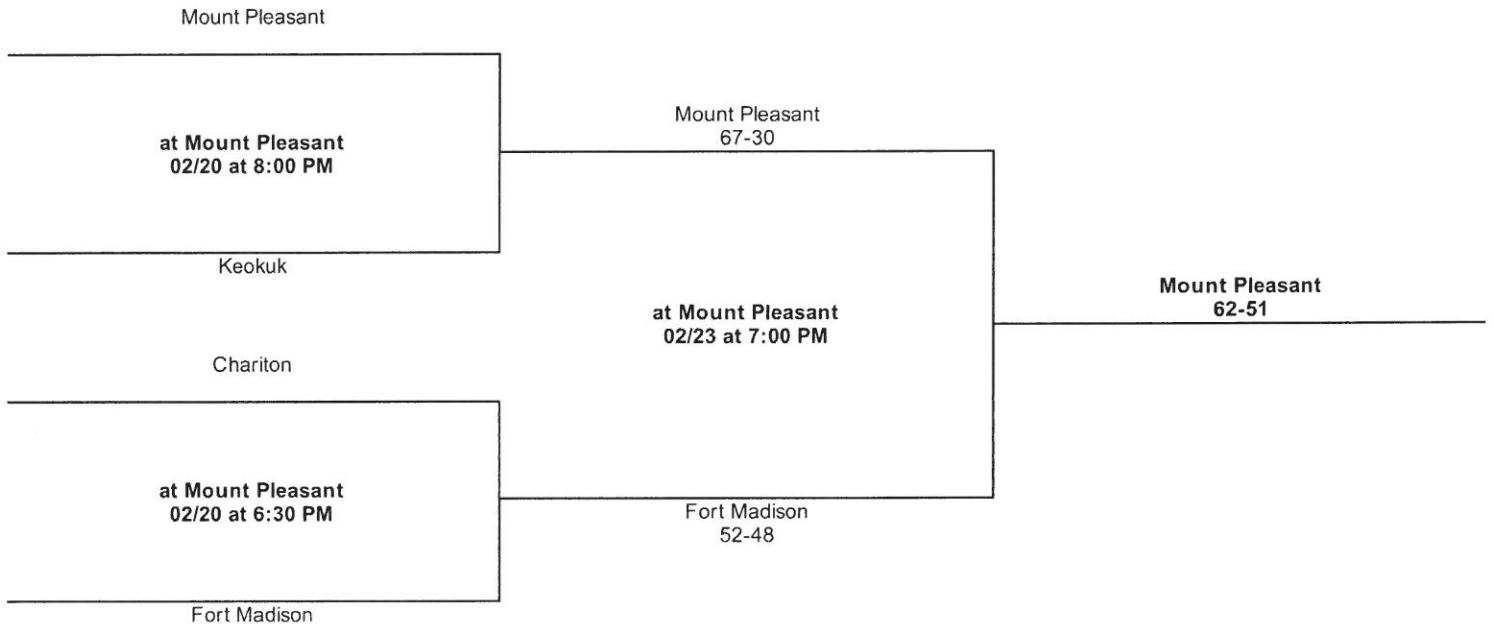 Mount Pleasant
at Mount Pleasant
02/20 at 8:00 PM
Keokuk
Chariton
at Mount Pleasant
02/20 at 6:30 PM
Fort Madison
Mount Pleasant
67-30
at Mount Pleasant
02/23 at 7:00 PM
Fort Madison
52-48
Mount Pleasant
62-51